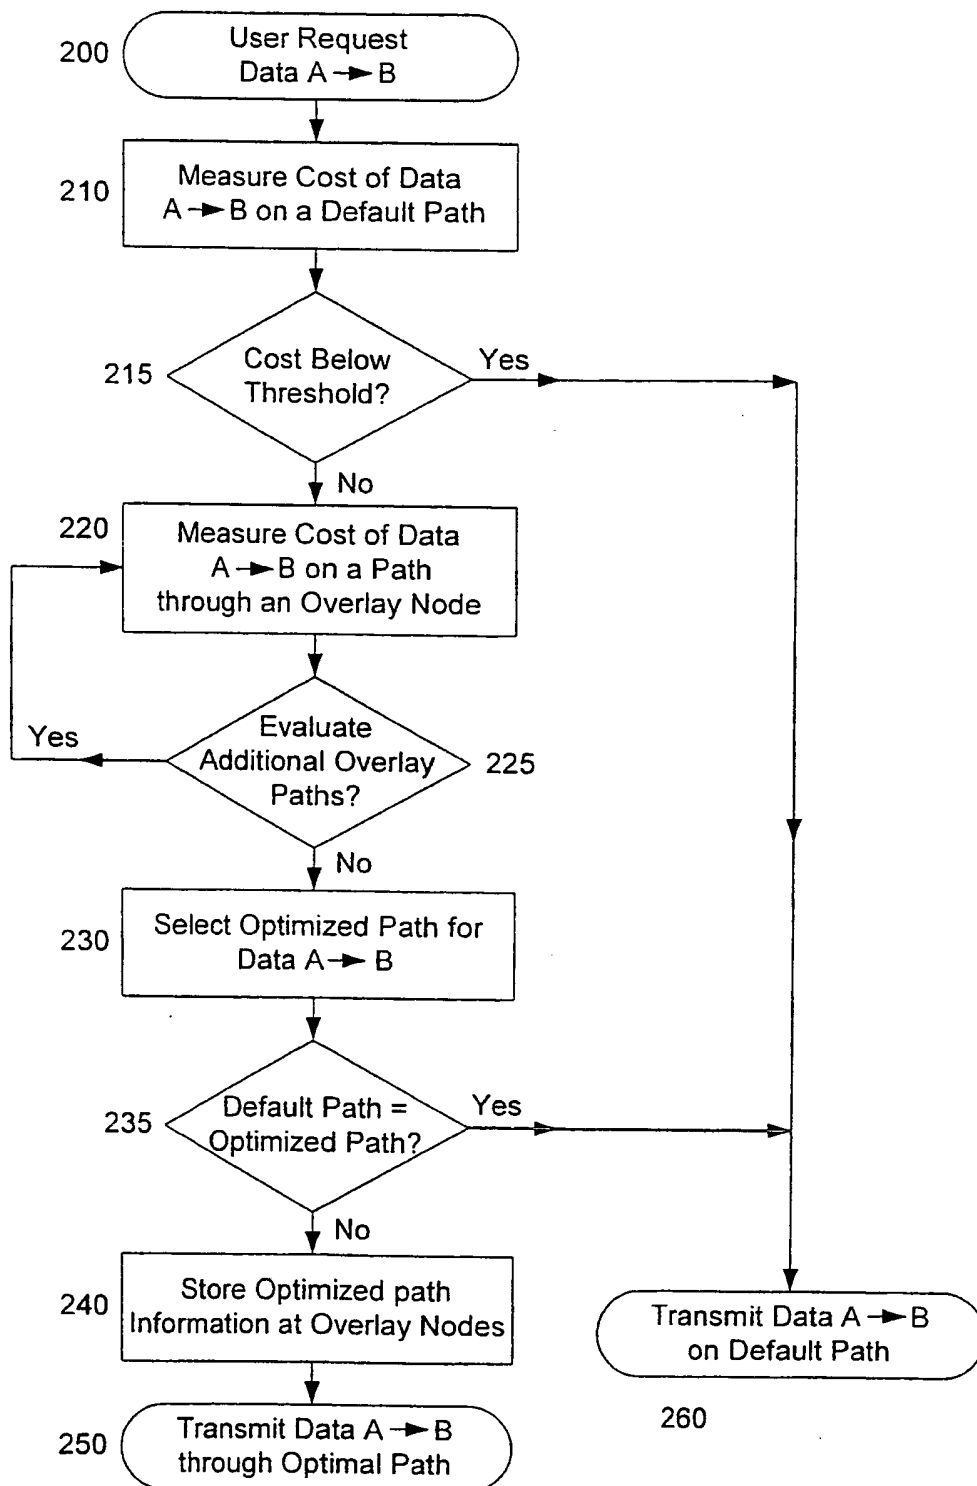 200
User Request
Data A → B
210
Measure Cost of Data
A → B on a Default Path
215
Cost Below
Threshold?
Yes
No
220
Measure Cost of Data
A → B on a Path
through an Overlay Node
Yes
Evaluate
Additional Overlay
Paths?
225
No
230
Select Optimized Path for
Data A → B
235
Default Path =
Optimized Path?
Yes
No
240
Store Optimized path
Information at Overlay Nodes
Transmit Data A → B
on Default Path
260
250
Transmit Data A → B
through Optimal Path